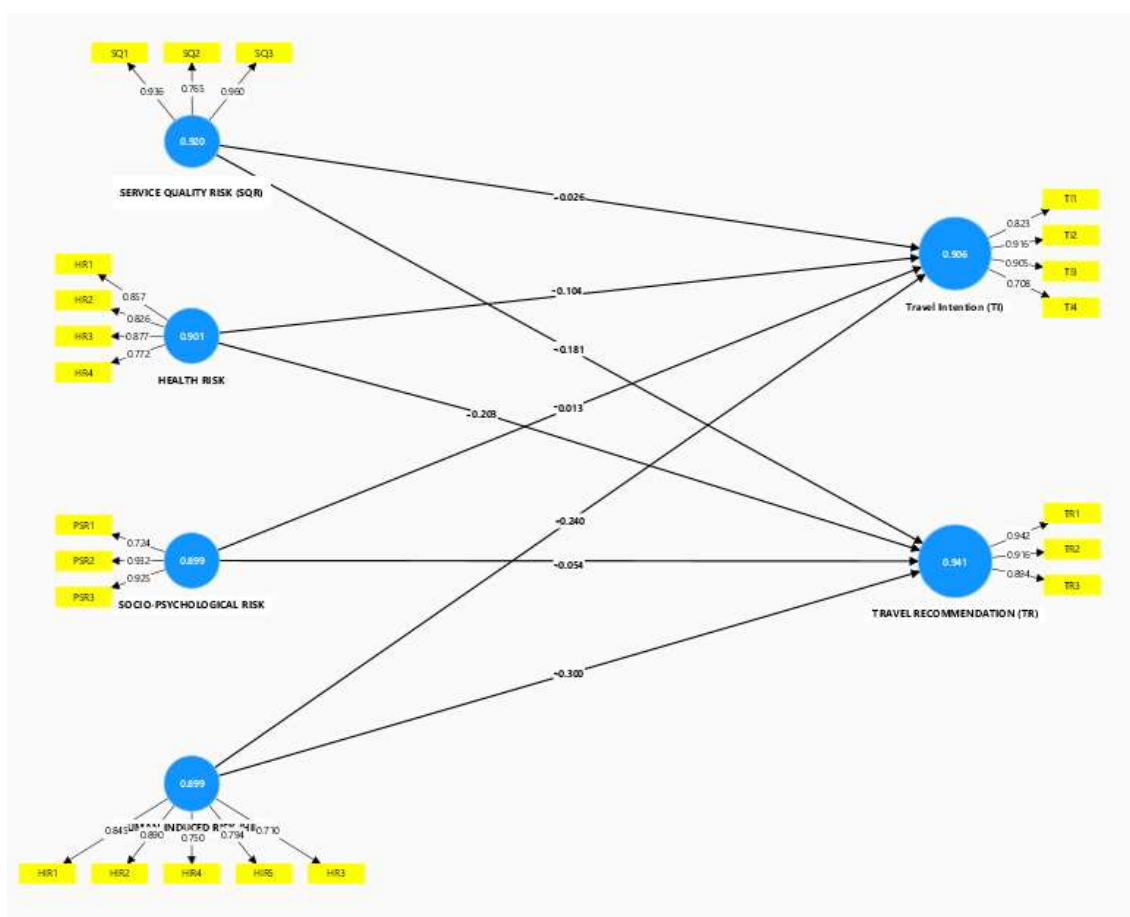 SQ1 SQ2 SQ3
0.936 0.765 0.960
0.920
SERVICE QUALITY RISK (SQR)
HR1
HR2
HR3
HR4
0.857
0.826
0.877
0.772
0.901
HEALTH RISK
PSR1
PSR2
PSR3
0.724
0.932
0.925
0.899
SOCIO-PSYCHOLOGICAL RISK
0.899
0.843 0.890 0.750 0.794 0.710
HIR1 HIR2 HIR4 HIR5 HIR3
-0.026
-0.104
-0.181
-0.013
-0.203
-0.240
-0.054
-0.300
TI1
TI2
TI3
TI4
0.823
0.916
0.905
0.708
0.906
Travel Intention (TI)
TR1
TR2
TR3
0.942
0.916
0.894
0.941
TRAVEL RECOMMENDATION (TR)